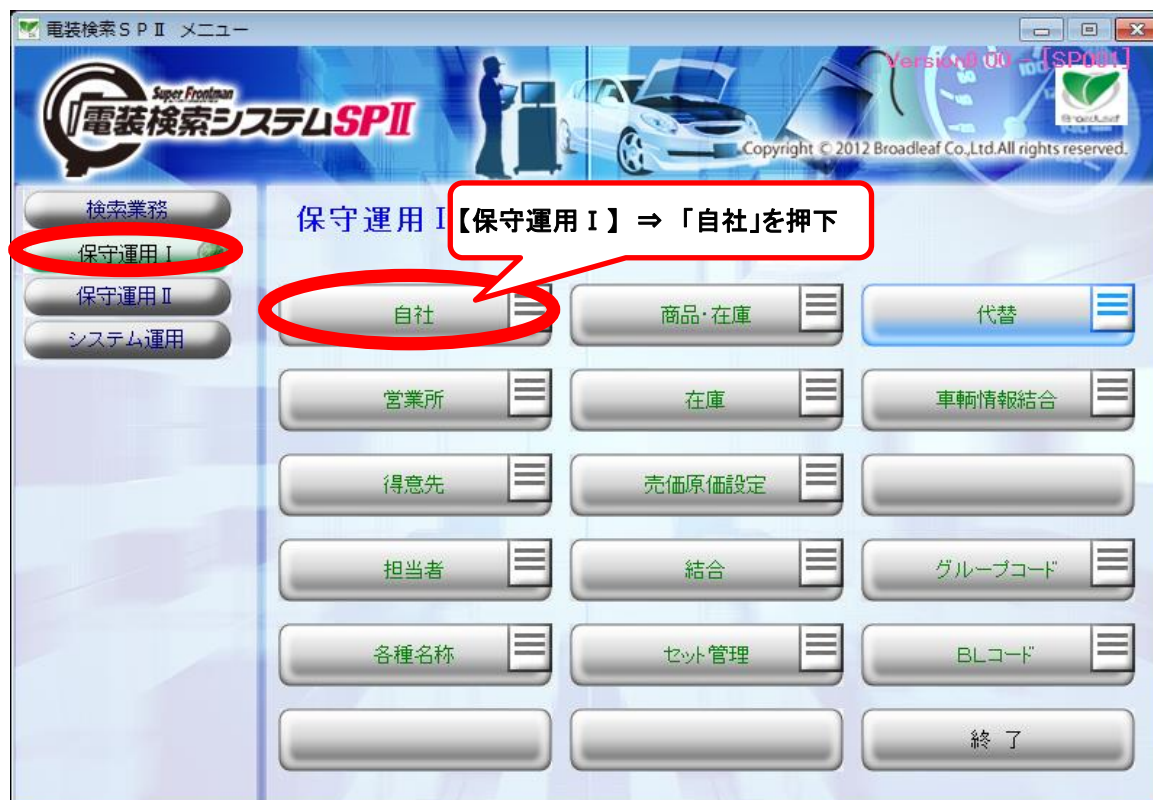 電装検索ＳＰⅡ メニュー
Version8.00 - [SP001]
Super Frontman
電装検索システムSPⅡ
Broadleaf
Copyright © 2012 Broadleaf Co.,Ltd.All rights reserved.
検索業務
保守運用Ⅰ
保守運用Ⅱ
システム運用
保守運用Ⅰ
【保守運用Ⅰ】 ⇒ 「自社」を押下
自社
商品・在庫
代替
営業所
在庫
車輌情報結合
得意先
売価原価設定
担当者
結合
グループコード
各種名称
セット管理
ＢＬコード
終 了